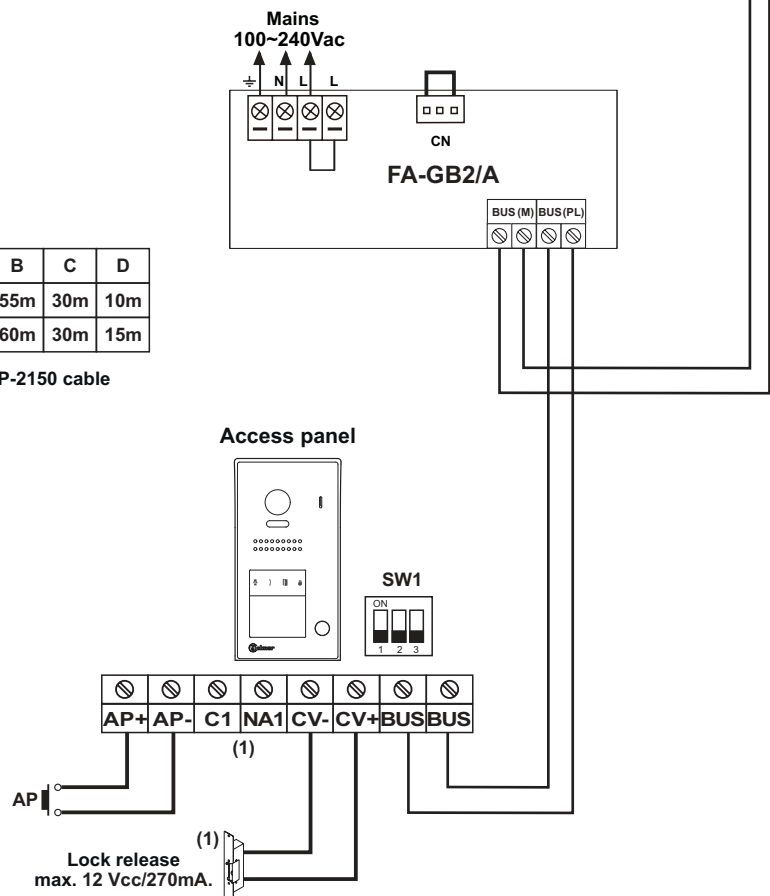 Mains
100~240Vac
N L L
CN
FA-GB2/A
BUS (M) BUS (PL)
B C D
55m 30m 10m
60m 30m 15m
P-2150 cable
Access panel
SW1
ON
1 2 3
AP+ AP- C1 NA1 CV- CV+ BUS BUS
(1)
AP
(1)
Lock release
max. 12 Vcc/270mA.